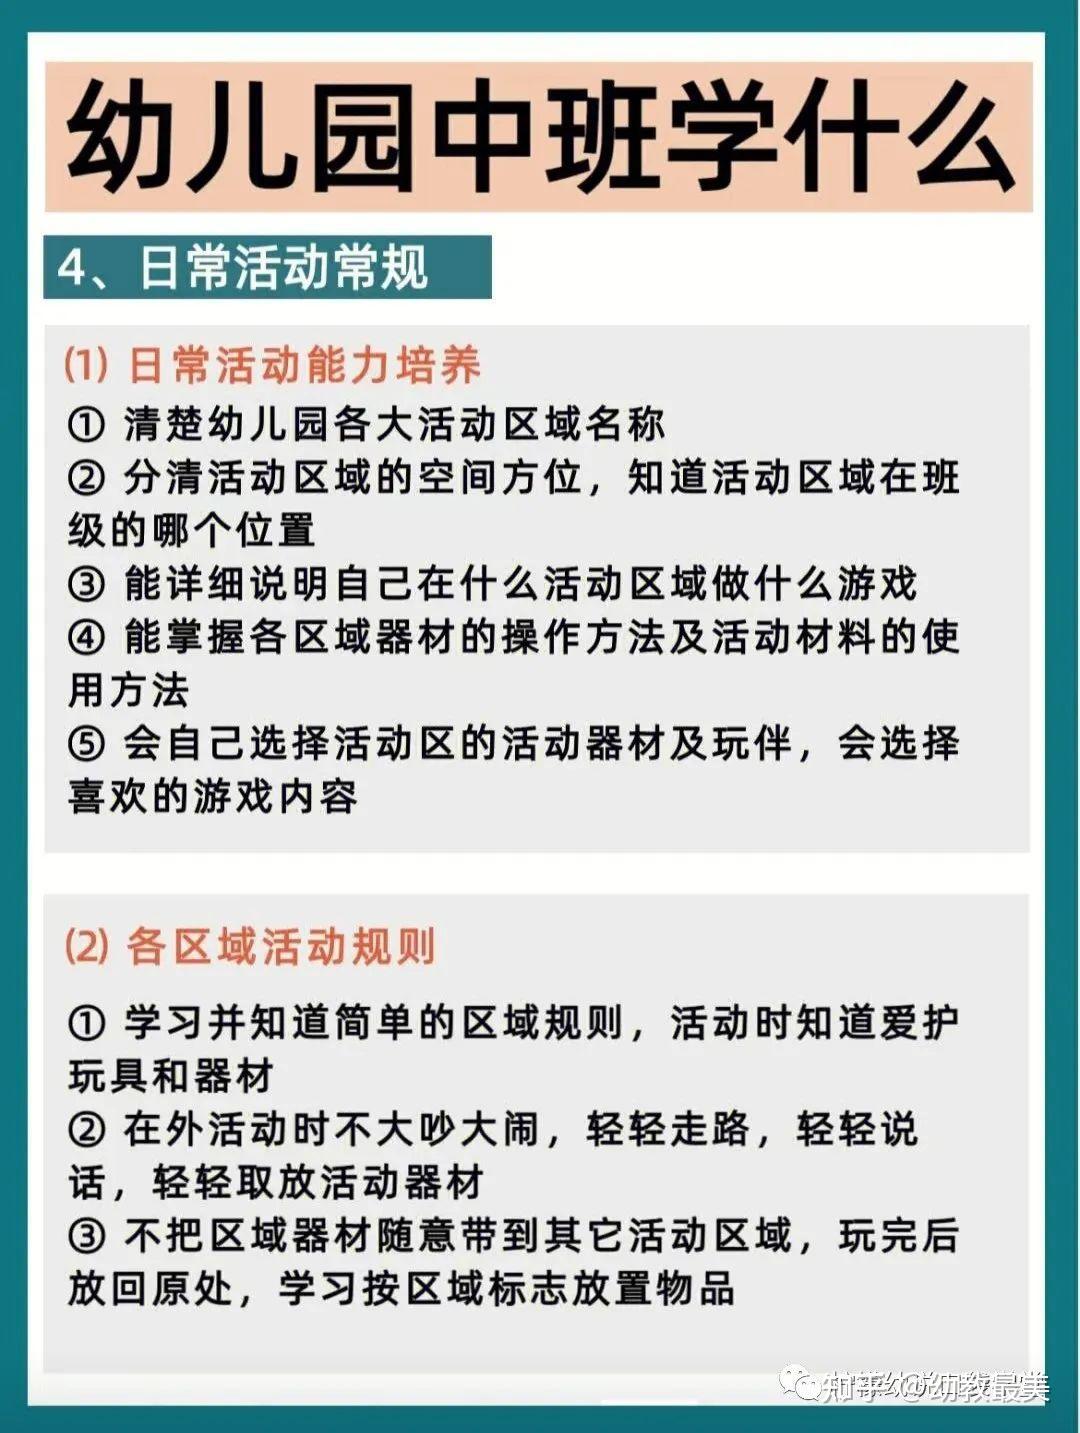 幼儿园中班学什么
4、日常活动常规
(1) 日常活动能力培养
① 清楚幼儿园各大活动区域名称
② 分清活动区域的空间方位，知道活动区域在班
级的哪个位置
③ 能详细说明自己在什么活动区域做什么游戏
④ 能掌握各区域器材的操作方法及活动材料的使
用方法
⑤ 会自己选择活动区的活动器材及玩伴，会选择
喜欢的游戏内容
(2) 各区域活动规则
① 学习并知道简单的区域规则，活动时知道爱护
玩具和器材
② 在外活动时不大吵大闹，轻轻走路，轻轻说
话，轻轻取放活动器材
③ 不把区域器材随意带到其它活动区域，玩完后
放回原处，学习按区域标志放置物品
知乎 @幼教最美